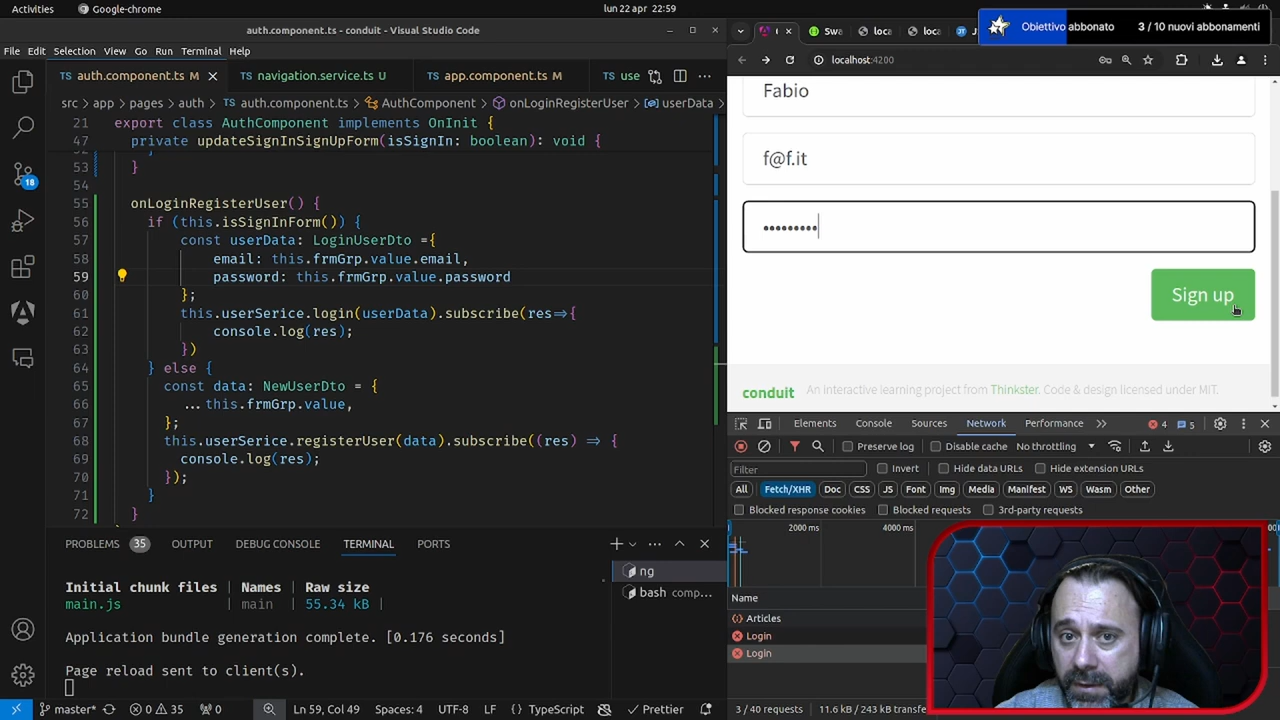 Activities
Google-chrome
lun 22 apr 22:59
Obiettivo abbonato
3 / 10 nuovi abbonamenti
auth.component.ts - conduit - Visual Studio Code
File Edit Selection View Go Run Terminal Help
auth.component.ts M
navigation.service.ts U
app.component.ts M
use
src > app > pages > auth > auth.component.ts > AuthComponent > onLoginRegisterUser > userData
21 export class AuthComponent implements OnInit {
47 private updateSignInSignUpForm(isSignIn: boolean): void {
52 }
53 }
54
55 onLoginRegisterUser() {
56 if (this.isSignInForm()) {
57 const userData: LoginUserDto ={
58 email: this.frmGrp.value.email,
59 password: this.frmGrp.value.password
60 };
61 this.userSerice.login(userData).subscribe(res=>{
62 console.log(res);
63 })
64 } else {
65 const data: NewUserDto = {
66 ...this.frmGrp.value,
67 };
68 this.userSerice.registerUser(data).subscribe((res) => {
69 console.log(res);
70 });
71 }
72 }
PROBLEMS 35 OUTPUT DEBUG CONSOLE TERMINAL PORTS
Initial chunk files | Names | Raw size
main.js | main | 55.34 kB |
Application bundle generation complete. [0.176 seconds]
Page reload sent to client(s).
ng
bash comp...
18
master* 0 35 0 Ln 59, Col 49 Spaces: 4 UTF-8 LF TypeScript Prettier
Swa
loca
loca
localhost:4200
Fabio
f@f.it
•••••••••
Sign up
conduit An interactive learning project from Thinkster. Code & design licensed under MIT.
Elements Console Sources Network Performance 4 5
Preserve log Disable cache No throttling
Filter Invert Hide data URLs Hide extension URLs
All Fetch/XHR Doc CSS JS Font Img Media Manifest WS Wasm Other
Blocked response cookies Blocked requests 3rd-party requests
2000 ms 4000 ms
Name
Articles
Login
Login
3 / 40 requests 11.6 kB / 243 kB transfe